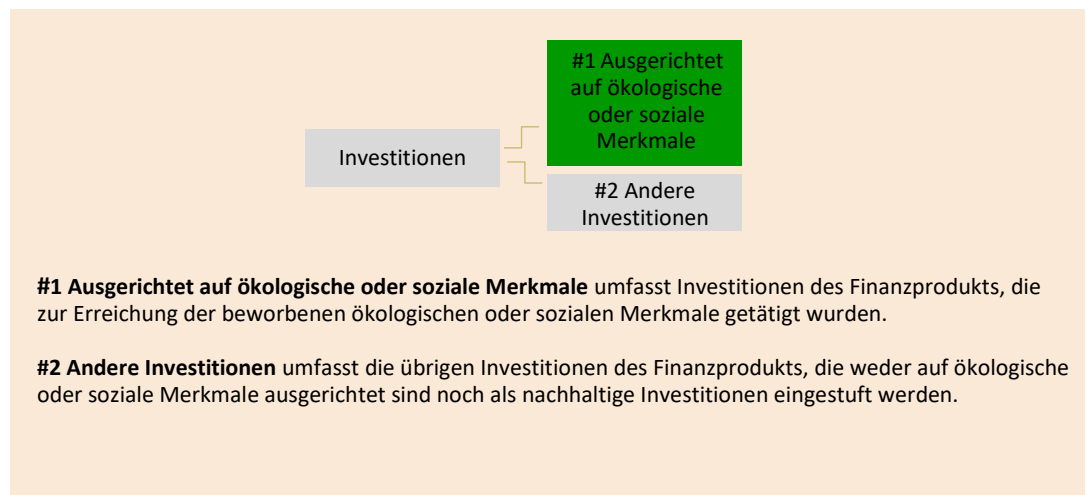 #1 Ausgerichtet
auf ökologische
oder soziale
Merkmale
Investitionen
#2 Andere
Investitionen
#1 Ausgerichtet auf ökologische oder soziale Merkmale umfasst Investitionen des Finanzprodukts, die
zur Erreichung der beworbenen ökologischen oder sozialen Merkmale getätigt wurden.
#2 Andere Investitionen umfasst die übrigen Investitionen des Finanzprodukts, die weder auf ökologische
oder soziale Merkmale ausgerichtet sind noch als nachhaltige Investitionen eingestuft werden.